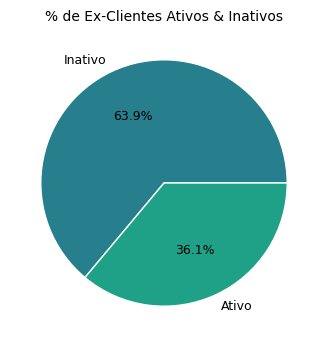 % de Ex-Clientes Ativos & Inativos
Inativo
63.9%
36.1%
Ativo